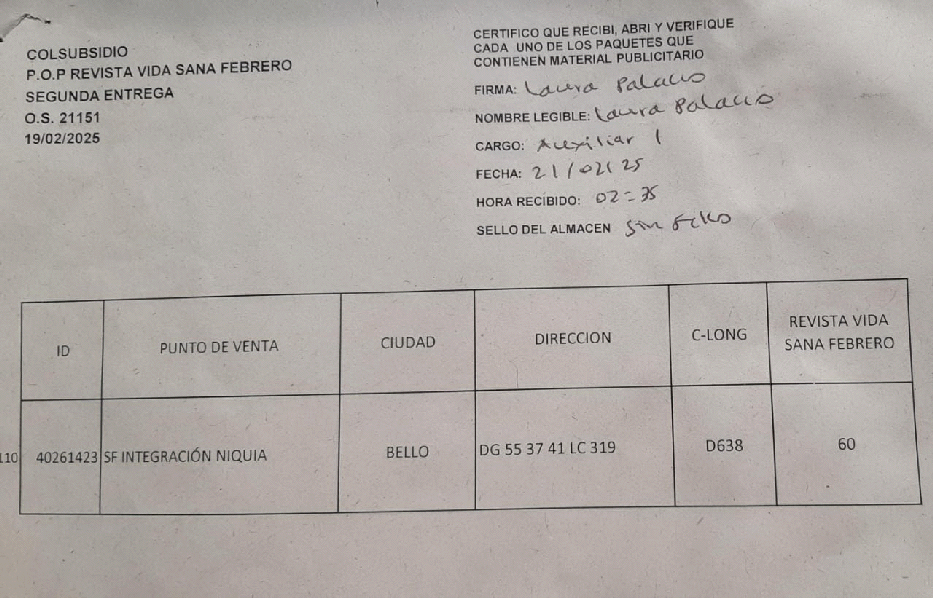 COLSUBSIDIO
P.O.P REVISTA VIDA SANA FEBRERO
SEGUNDA ENTREGA
O.S. 21151
19/02/2025
CERTIFICO QUE RECIBI, ABRI Y VERIFIQUE
CADA UNO DE LOS PAQUETES QUE
CONTIENEN MATERIAL PUBLICITARIO
FIRMA: Laura Palacio
NOMBRE LEGIBLE: Laura Palacio
CARGO: Auxiliar 1
FECHA: 21/02/25
HORA RECIBIDO: 02=35
SELLO DEL ALMACEN Sin
ID PUNTO DE VENTA CIUDAD DIRECCION C-LONG REVISTA VIDA
SANA FEBRERO
110 40261423 SF INTEGRACIÓN NIQUIA BELLO DG 55 37 41 LC 319 D638 60